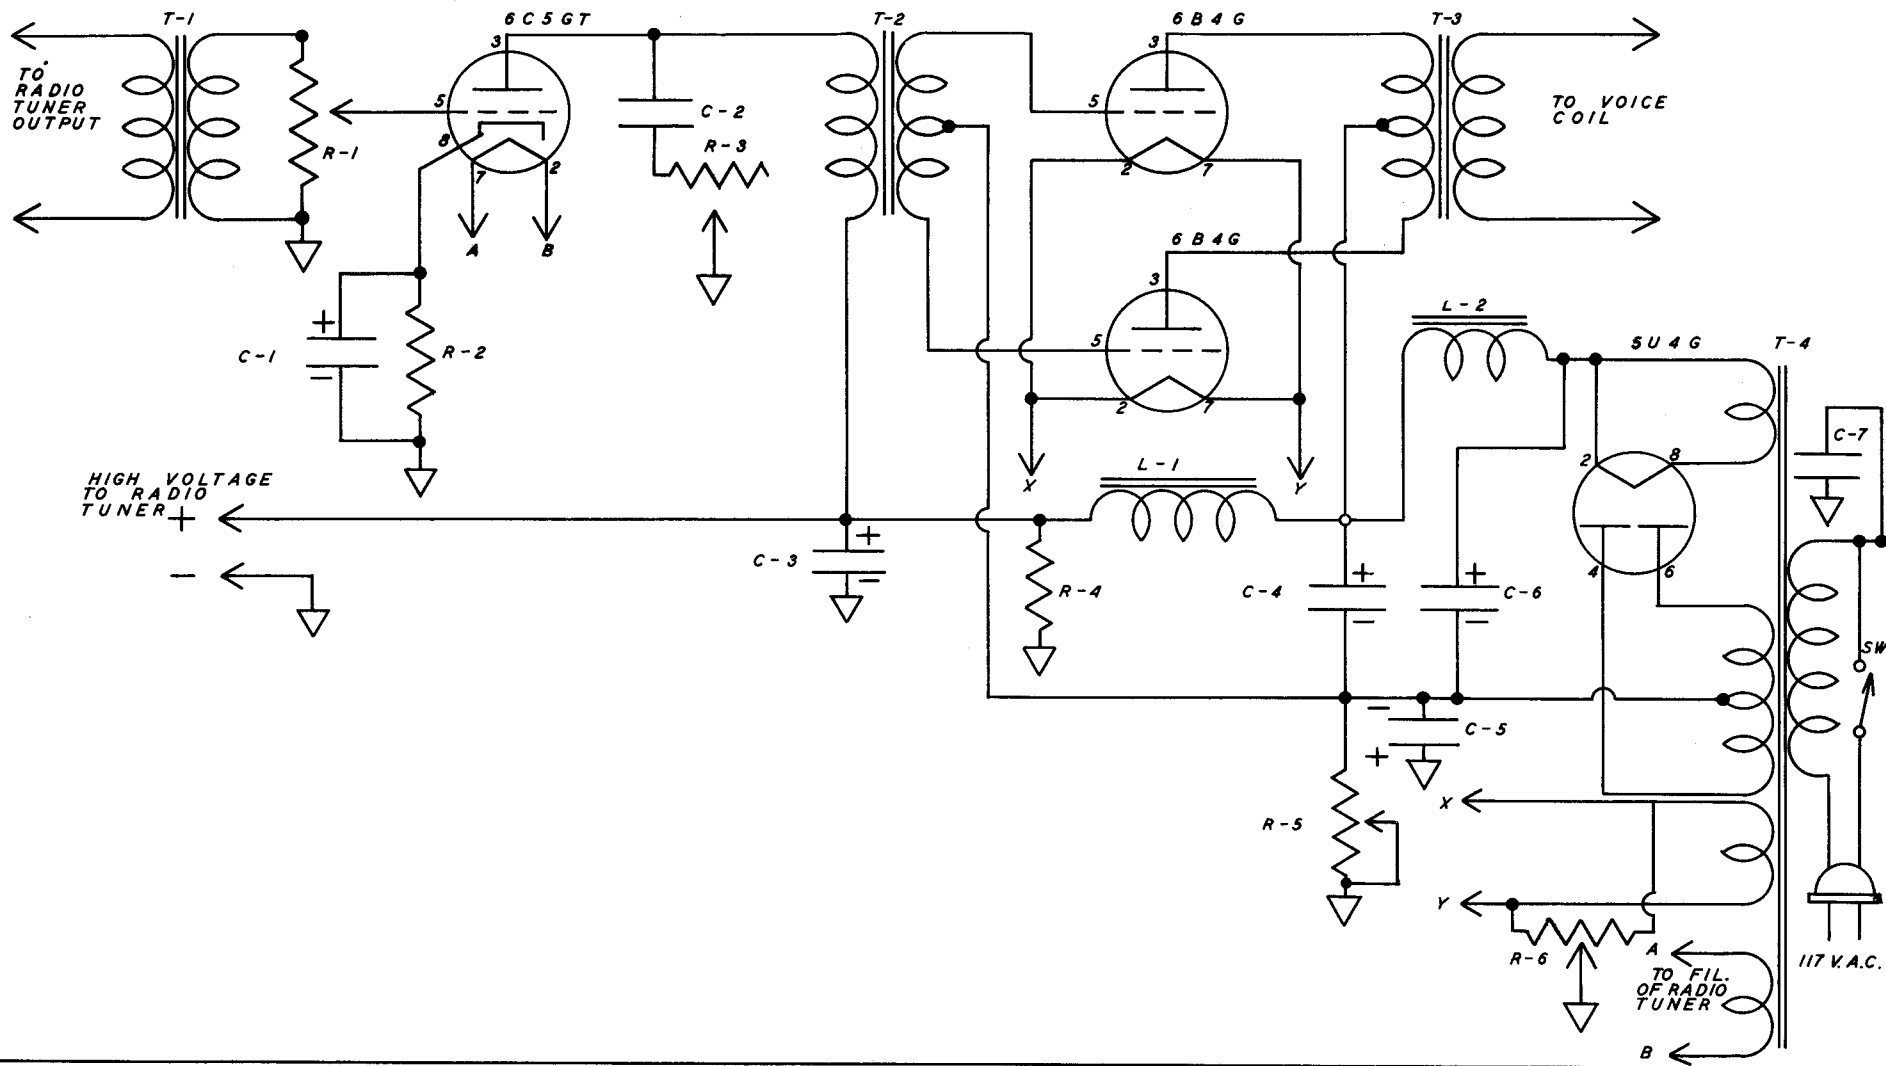 T-1
6C5GT
T-2
6B4G
T-3
3
3
TO
RADIO
TUNER
OUTPUT
TO VOICE
COIL
5
5
C-2
R-1
R-3
8
7
2
2
7
A
B
6B4G
3
L-2
C-1
+
−
R-2
5
5U4G
T-4
2
7
C-7
2
8
L-1
X
Y
HIGH VOLTAGE
TO RADIO
TUNER +
−
C-3
+
−
R-4
C-4
+
−
C-6
+
−
4
6
SW
−
C-5
+
X
R-5
Y
R-6
A
TO FIL.
OF RADIO
TUNER
B
117 V.A.C.